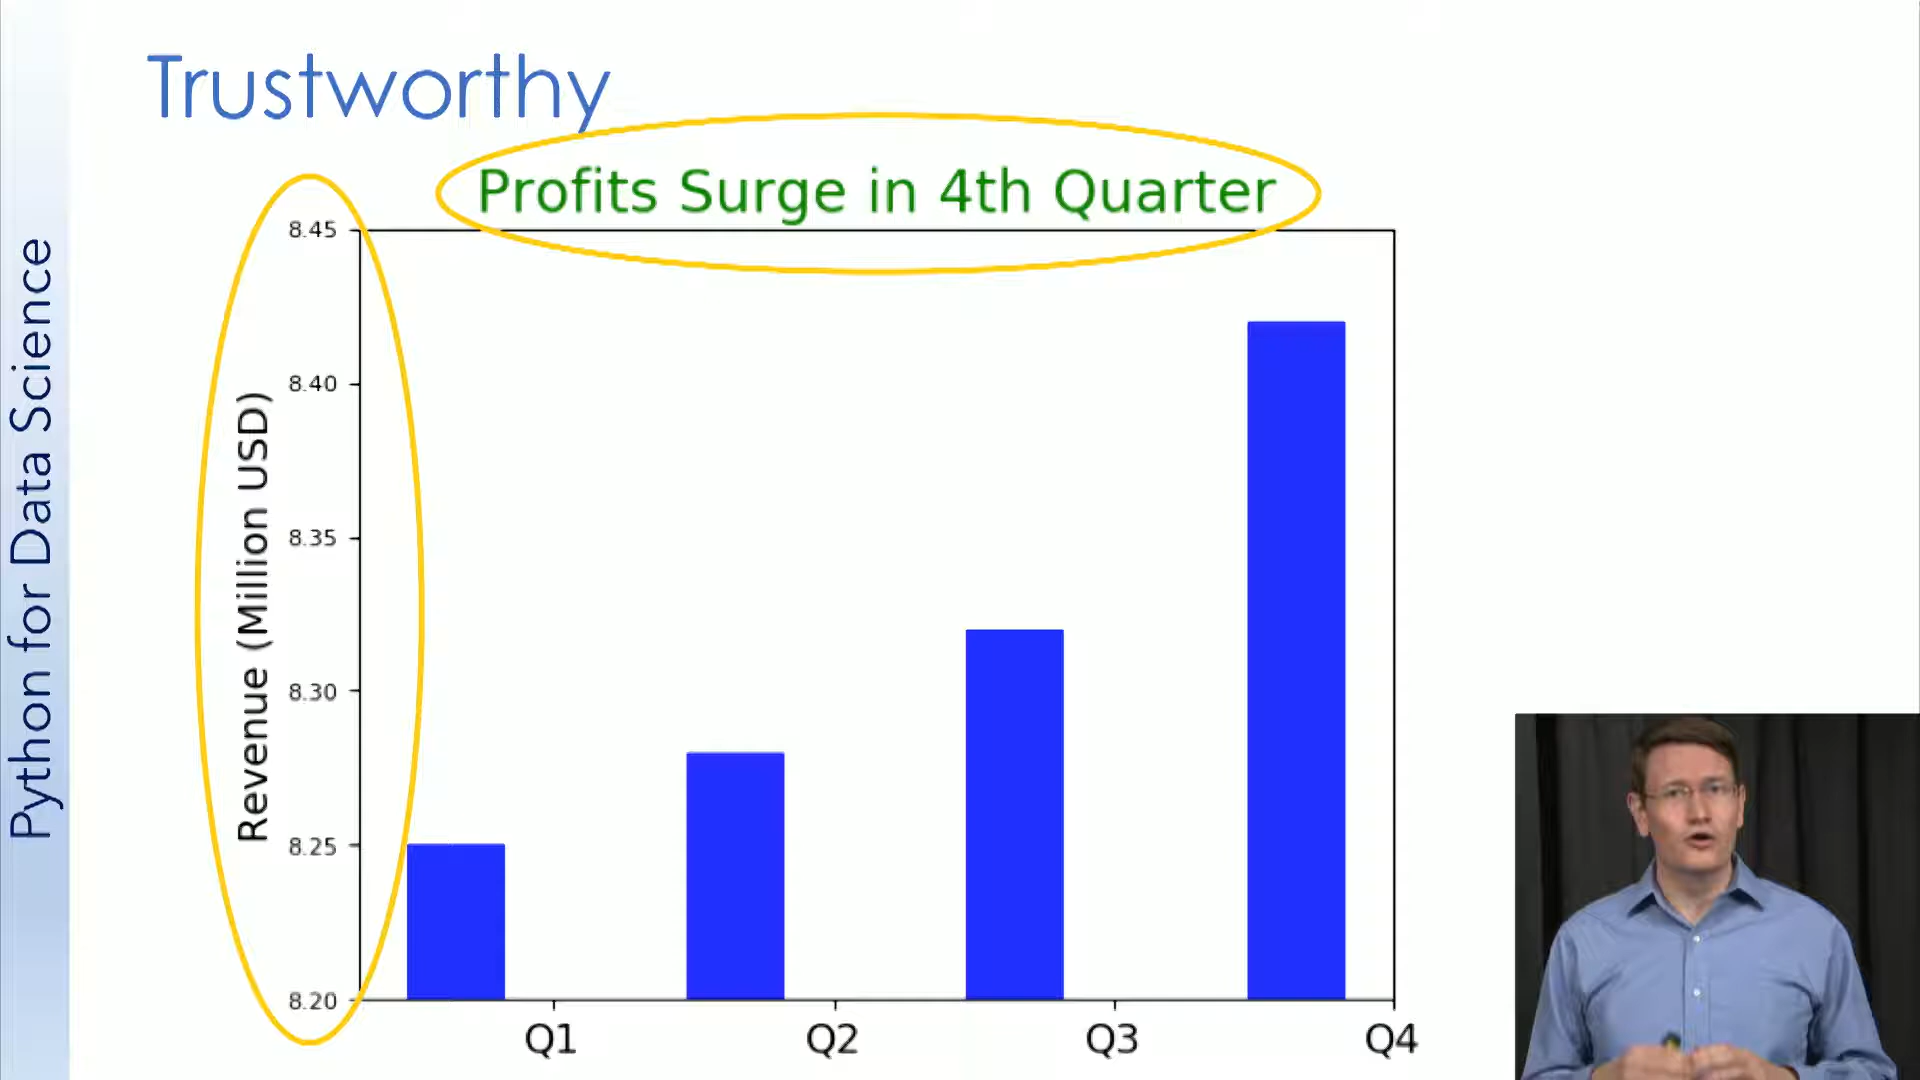 Trustworthy
Profits Surge in 4th Quarter
Python for Data Science
Revenue (Million USD)
8.45
8.40
8.35
8.30
8.25
8.20
Q1 Q2 Q3 Q4